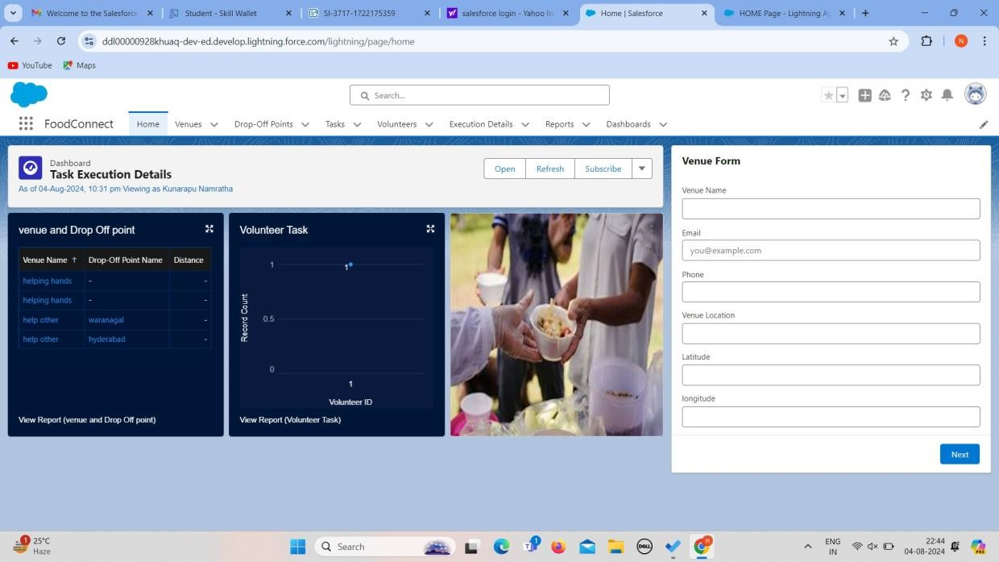 Welcome to the Salesforce
Student - Skill Wallet
SI-3717-1722175359
salesforce login - Yahoo In
Home | Salesforce
HOME Page - Lightning Ap
ddl00000928khuaq-dev-ed.develop.lightning.force.com/lightning/page/home
N
YouTube
Maps
Search...
FoodConnect
Home
Venues
Drop-Off Points
Tasks
Volunteers
Execution Details
Reports
Dashboards
Dashboard
Task Execution Details
As of 04-Aug-2024, 10:31 pm·Viewing as Kunarapu Namratha
Open
Refresh
Subscribe
venue and Drop Off point
Venue Name ↑ Drop-Off Point Name Distance
helping hands - -
helping hands - -
help other waranagal -
help other hyderabad -
View Report (venue and Drop Off point)
Volunteer Task
Record Count
1
0.5
0
1
1
Volunteer ID
View Report (Volunteer Task)
Venue Form
Venue Name
Email
you@example.com
Phone
Venue Location
Latitude
longitude
Next
1
25°C
Haze
Search
1
DELL
N
ENG
IN
22:44
04-08-2024